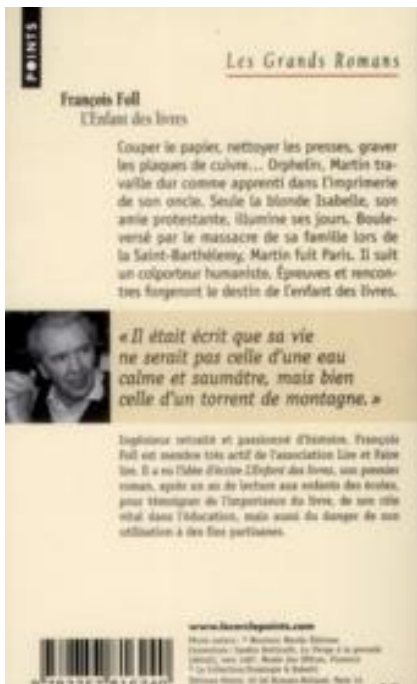 POINTS
Les Grands Romans
François Foll
L'Enfant des livres
Couper le papier, nettoyer les presses, graver
les plaques de cuivre... Orphelin, Martin tra-
vaille dur comme apprenti dans l'imprimerie
de son oncle. Seule la blonde Isabelle, son
amie protestante, illumine ses jours. Boule-
versé par le massacre de sa famille lors de
la Saint-Barthélemy, Martin fuit Paris. Il suit
un colporteur humaniste. Épreuves et rencon-
tres forgeront le destin de l'enfant des livres.
« Il était écrit que sa vie
ne serait pas celle d'une eau
calme et saumâtre, mais bien
celle d'un torrent de montagne. »
Ingénieur retraité et passionné d'histoire, François
Foll est membre très actif de l'association Lire et Faire
lire. Il a eu l'idée d'écrire L'Enfant des livres, son premier
roman, après un an de lecture aux enfants des écoles,
pour témoigner de l'importance du livre, de son rôle
vital dans l'éducation, mais aussi du danger de son
utilisation à des fins partisanes.
www.lecerclepoints.com